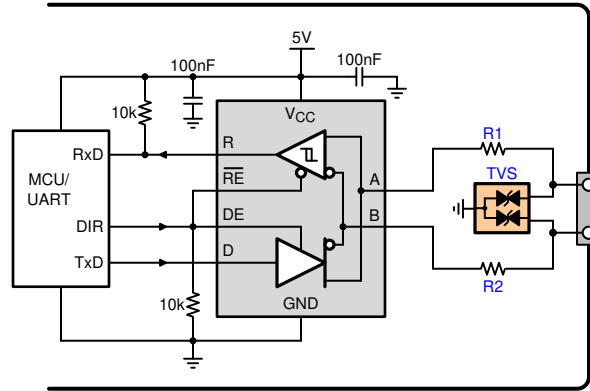 5V
100nF
100nF
10k
VCC
R1
RxD
R
TVS
MCU/
UART
RE
A
DIR
DE
B
TxD
D
10k
GND
R2